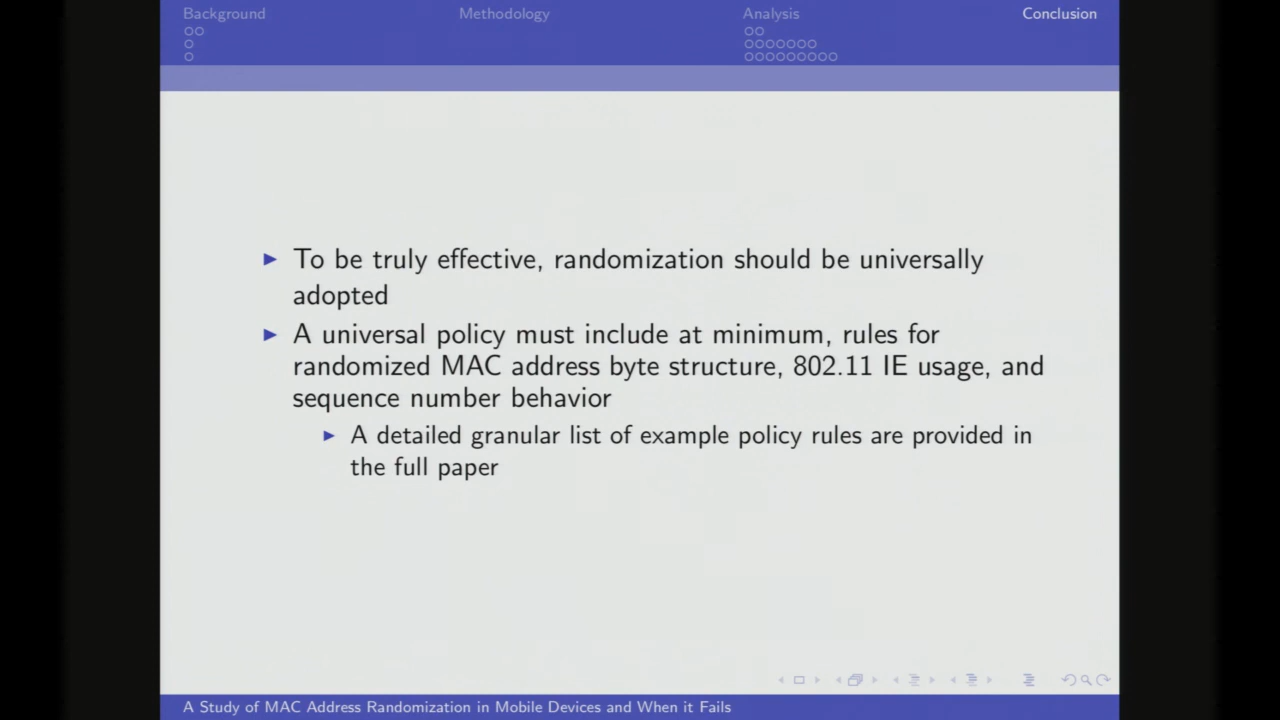 Background Methodology Analysis Conclusion
To be truly effective, randomization should be universally
adopted
A universal policy must include at minimum, rules for
randomized MAC address byte structure, 802.11 IE usage, and
sequence number behavior
A detailed granular list of example policy rules are provided in
the full paper
A Study of MAC Address Randomization in Mobile Devices and When it Fails